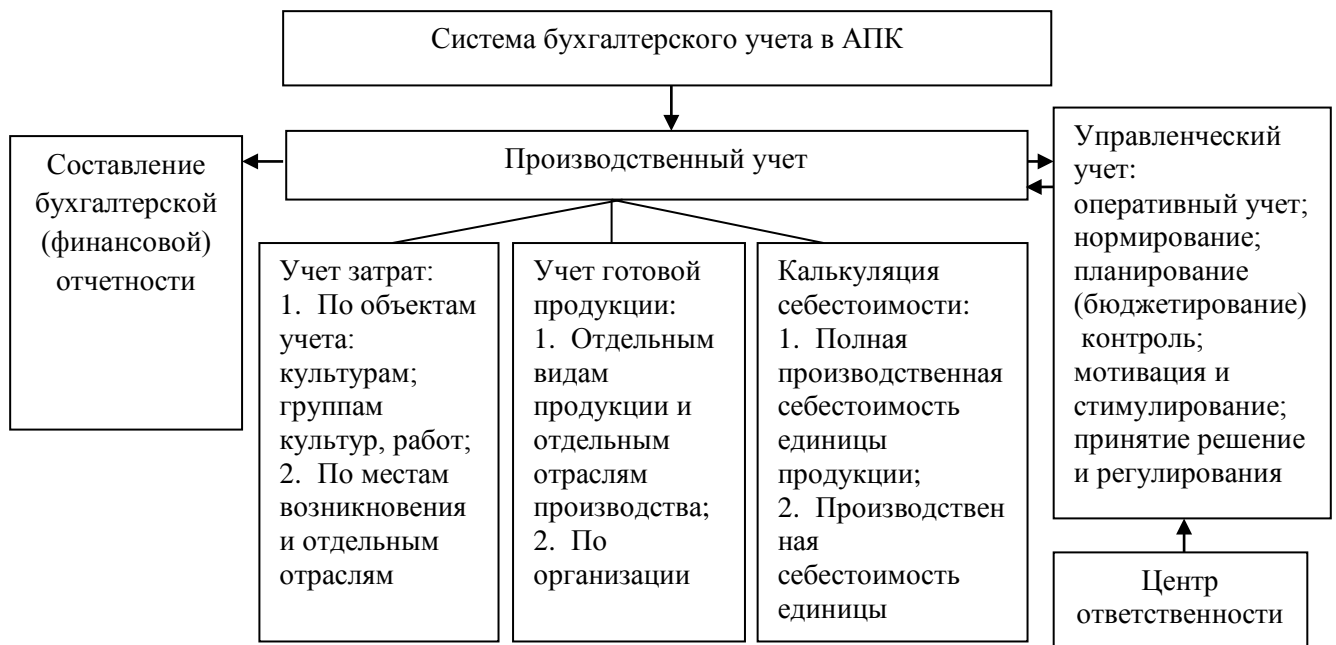 Система бухгалтерского учета в АПК
Производственный учет
Составление
бухгалтерской
(финансовой)
отчетности
Учет затрат:
1. По объектам
учета:
культурам;
группам
культур, работ;
2. По местам
возникновения
и отдельным
отраслям
Учет готовой
продукции:
1. Отдельным
видам
продукции и
отдельным
отраслям
производства;
2. По
организации
Калькуляция
себестоимости:
1. Полная
производственная
себестоимость
единицы
продукции;
2. Производствен
ная
себестоимость
единицы
Управленческий
учет:
оперативный учет;
нормирование;
планирование
(бюджетирование)
контроль;
мотивация и
стимулирование;
принятие решение
и регулирования
Центр
ответственности